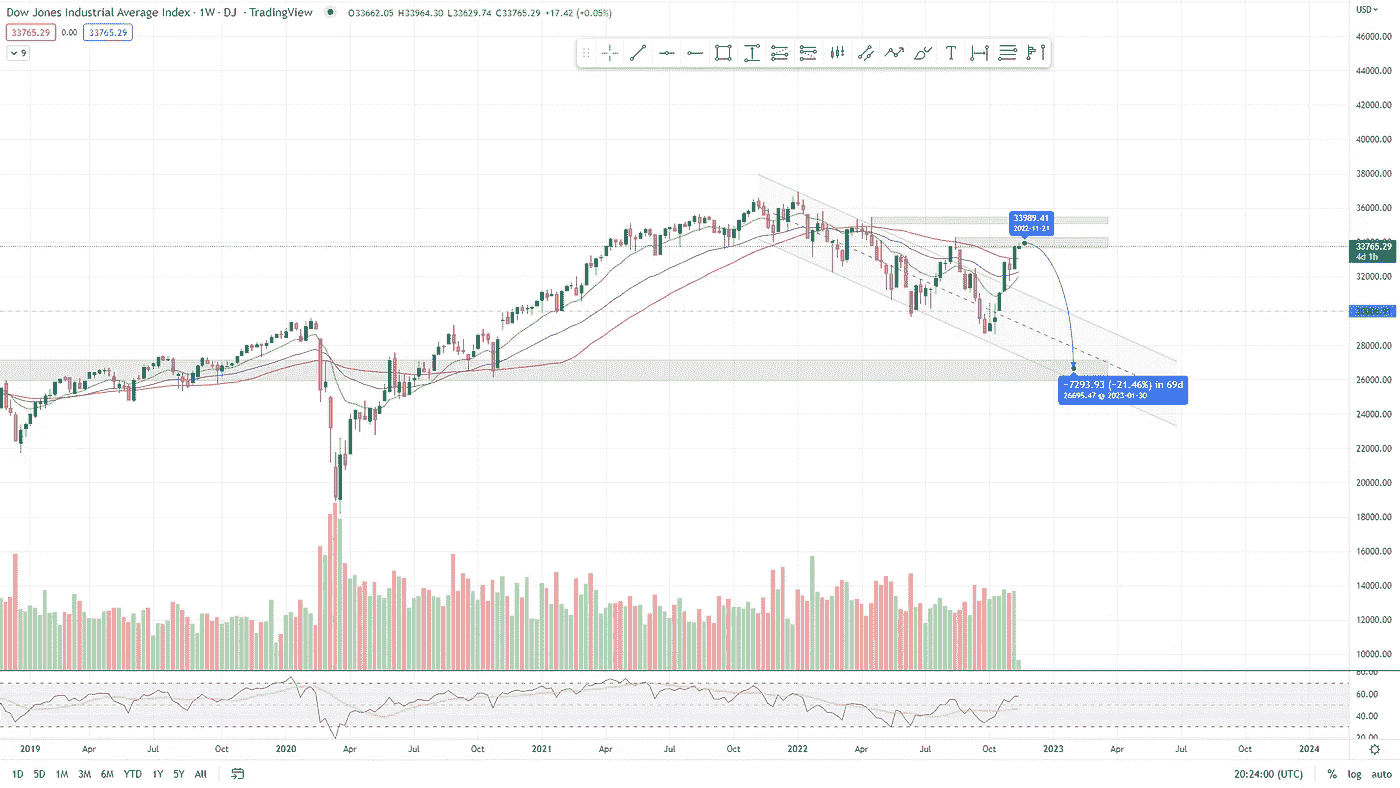 Dow Jones Industrial Average Index · 1W · DJ · TradingView O33662.05 H33964.30 L33629.74 C33765.29 +17.42 (+0.05%)
USD
33765.29 0.00 33765.29
9
T
46000.00
44000.00
42000.00
40000.00
38000.00
36000.00
33989.41
2022-11-21
33765.29
4d 1h
32000.00
28000.00
26000.00
−7293.93 (−21.46%) in 69d
26695.47 @ 2023-01-30
24000.00
22000.00
20000.00
18000.00
16000.00
14000.00
12000.00
10000.00
80.00
60.00
40.00
20.00
2019 Apr Jul Oct 2020 Apr Jul Oct 2021 Apr Jul Oct 2022 Apr Jul Oct 2023 Apr Jul Oct 2024
1D 5D 1M 3M 6M YTD 1Y 5Y All 20:24:00 (UTC) % log auto